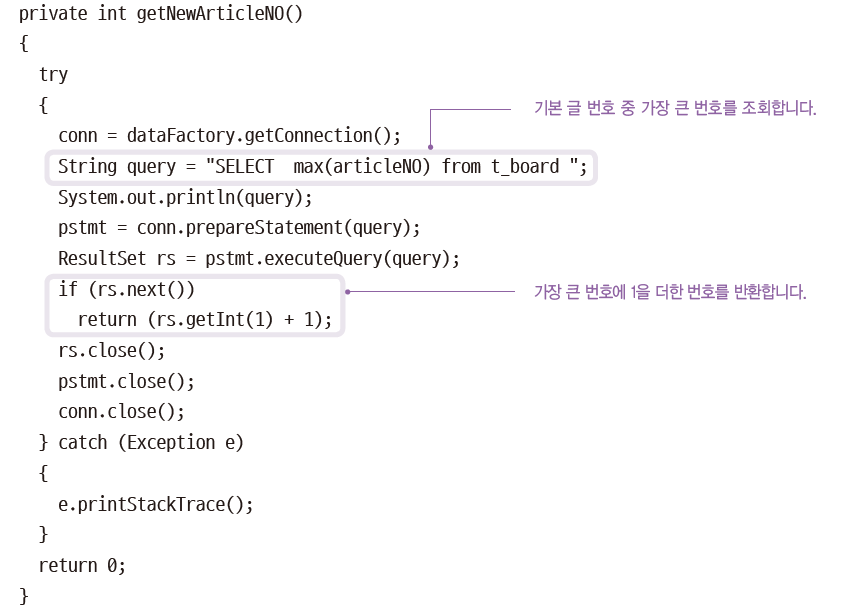 private int getNewArticleNO()
{
try
{
기본 글 번호 중 가장 큰 번호를 조회합니다.
conn = dataFactory.getConnection();
String query = "SELECT  max(articleNO) from t_board ";
System.out.println(query);
pstmt = conn.prepareStatement(query);
ResultSet rs = pstmt.executeQuery(query);
if (rs.next())
가장 큰 번호에 1을 더한 번호를 반환합니다.
return (rs.getInt(1) + 1);
rs.close();
pstmt.close();
conn.close();
} catch (Exception e)
{
e.printStackTrace();
}
return 0;
}